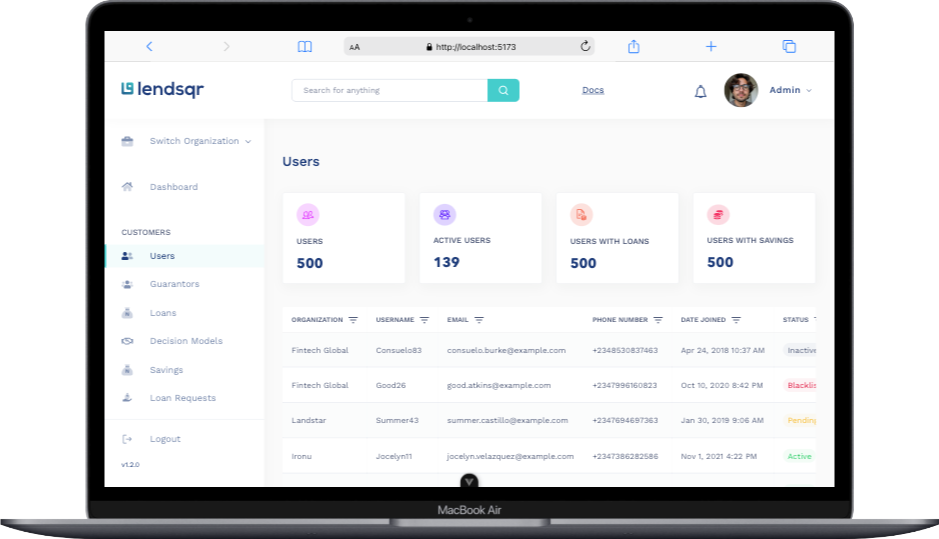 AA http://localhost:5173
lendsqr Search for anything Docs Admin
Switch Organization
Dashboard
CUSTOMERS
Users
Guarantors
Loans
Decision Models
Savings
Loan Requests
Logout
v1.2.0
Users
USERS ACTIVE USERS USERS WITH LOANS USERS WITH SAVINGS
500 139 500 500
ORGANIZATION USERNAME EMAIL PHONE NUMBER DATE JOINED STATUS
Fintech Global Consuelo83 consuelo.burke@example.com +2348530837463 Apr 24, 2018 10:37 AM Inactive
Fintech Global Good26 good.atkins@example.com +2347996160823 Oct 10, 2020 8:42 PM Blacklis
Landstar Summer43 summer.castillo@example.com +2347694697363 Jan 30, 2019 9:06 AM Pending
Ironu Jocelyn11 jocelyn.velazquez@example.com +2347386282586 Nov 1, 2021 4:22 PM Active
MacBook Air